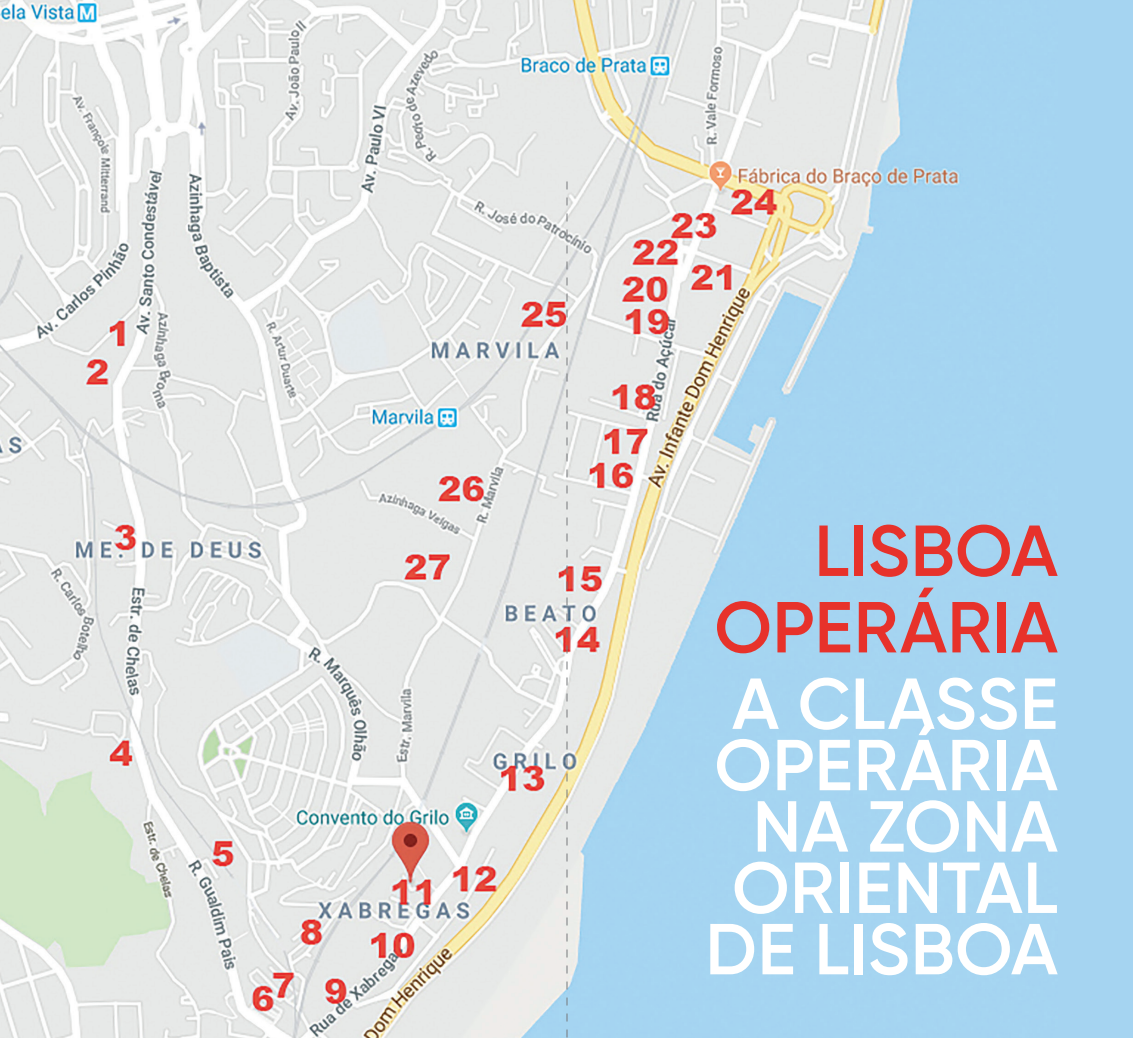 ela Vista M
Braco de Prata
Av. João Paulo II
R. Pedro de Azevedo
Av. Paulo VI
R. Vale Formoso
Av. François Mitterrand
Fábrica do Braço de Prata
24
Av. Santo Condestável
Azinhaga Baptista
R. José do Patrocínio
23
22
21
20
Av. Carlos Pinhão
25
19
1
Azinhaga Broma
R. Artur Duarte
MARVILA
2
Rua do Açúcar
Av. Infante Dom Henrique
18
Marvila
AS
17
16
26
R. Marvila
Azinhaga Veigas
3
ME. DE DEUS
27
15
BEATO
14
R. Carlos Botelho
Estr. de Chelas
R. Marquês Olhão
Estr. Marvila
4
GRILO
13
Convento do Grilo
5
Estr. de Chelas
R. Gualdim Pais
11
12
XABREGAS
8
10
7
6
9
Rua de Xabregas
Dom Henrique
LISBOA
OPERÁRIA
A CLASSE
OPERÁRIA
NA ZONA
ORIENTAL
DE LISBOA